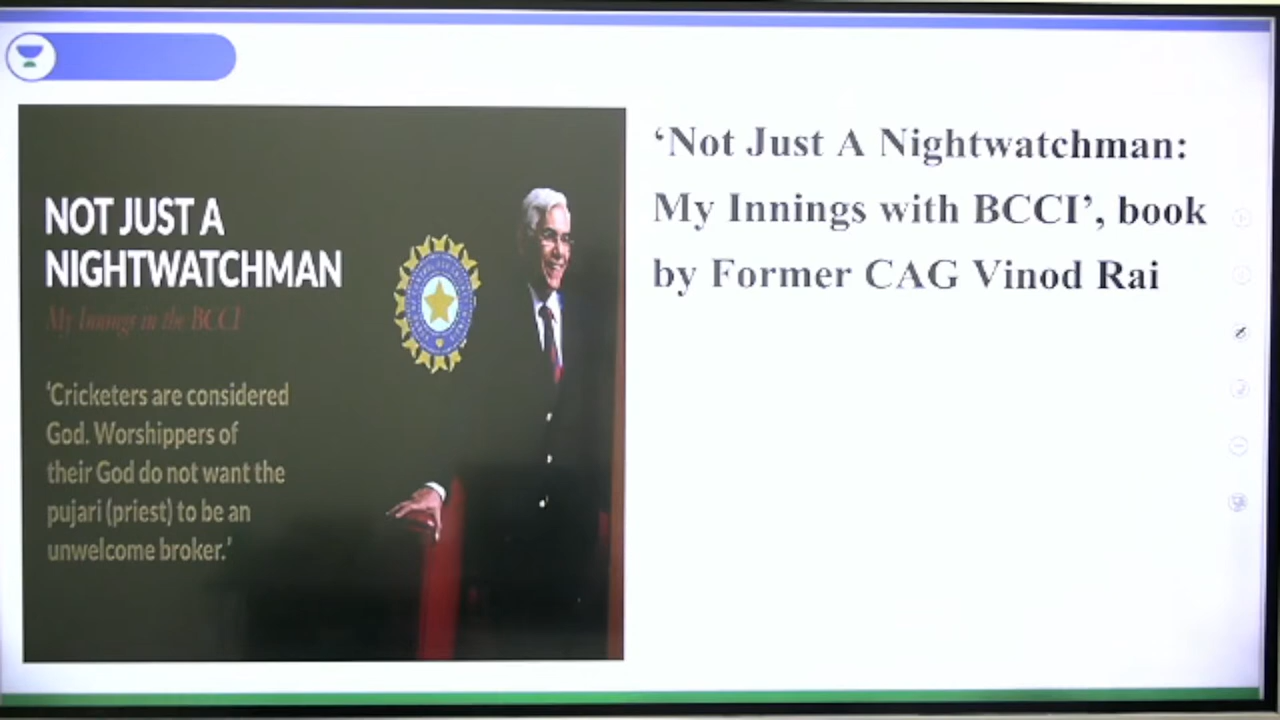 NOT JUST A
NIGHTWATCHMAN
My Innings in the BCCI
‘Cricketers are considered
God. Worshippers of
their God do not want the
pujari (priest) to be an
unwelcome broker.’
‘Not Just A Nightwatchman:
My Innings with BCCI’, book
by Former CAG Vinod Rai